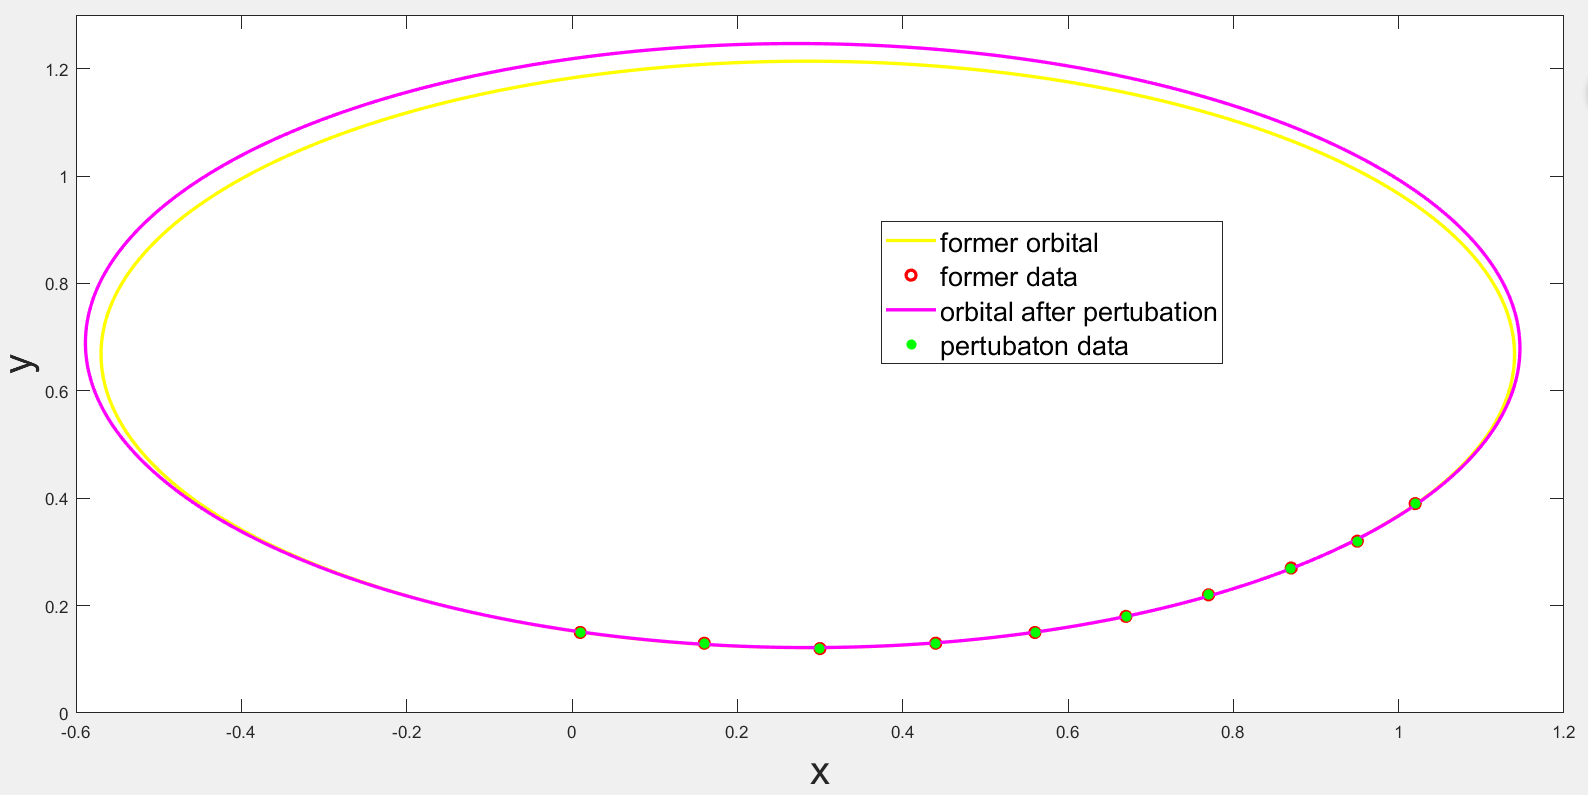 1.2
1
0.8
0.6
0.4
0.2
0
y
former orbital
former data
orbital after pertubation
pertubaton data
-0.6 -0.4 -0.2 0 0.2 0.4 0.6 0.8 1 1.2
x